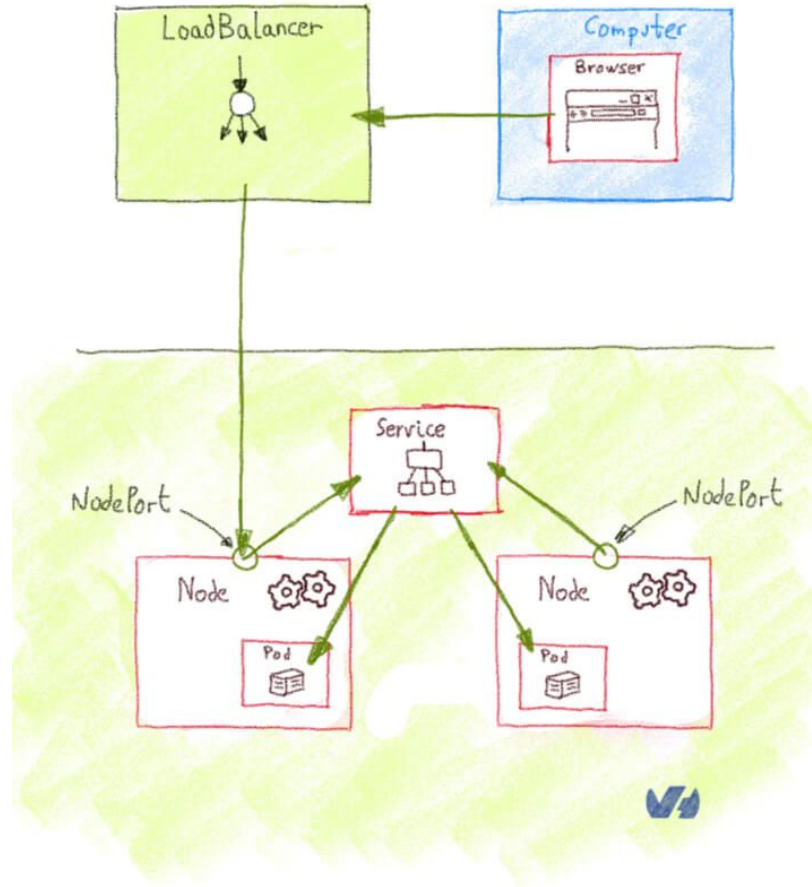 LoadBalancer
Computer
Browser
Service
NodePort
NodePort
Node
Node
Pod
Pod